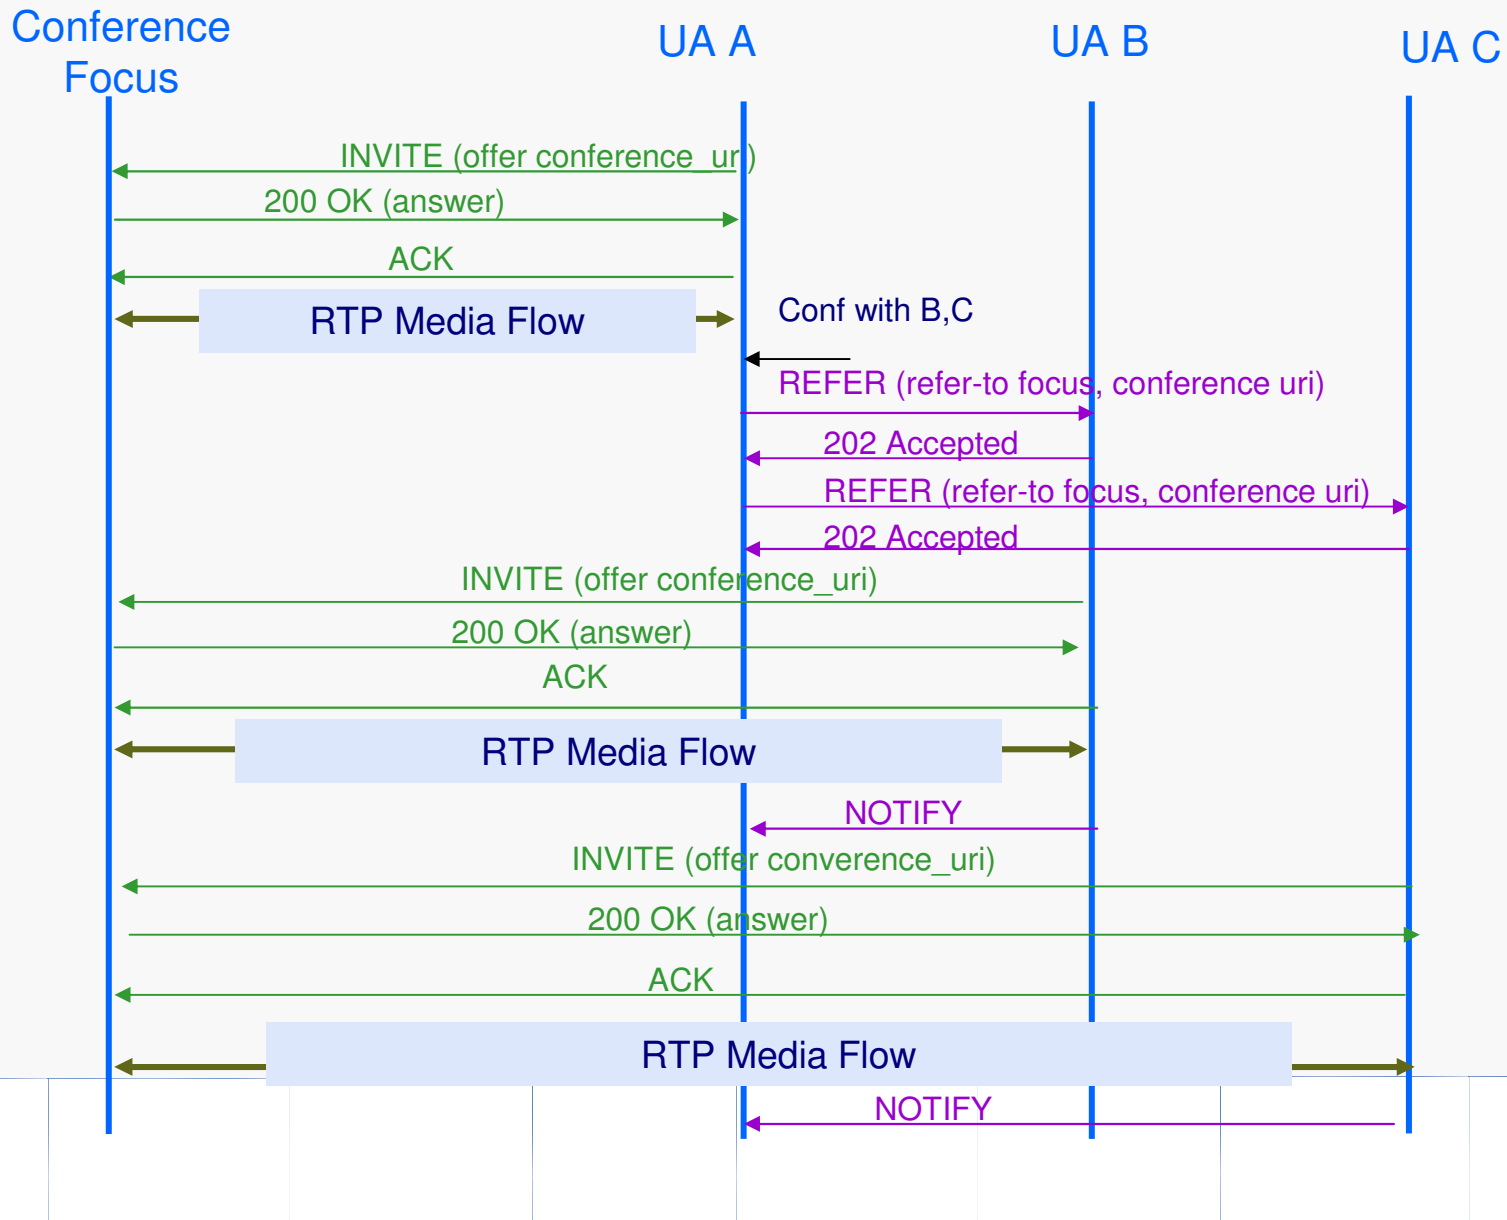 Conference
Focus
UA A
UA B
UA C
INVITE (offer conference_uri)
200 OK (answer)
ACK
RTP Media Flow
Conf with B,C
REFER (refer-to focus, conference uri)
202 Accepted
REFER (refer-to focus, conference uri)
202 Accepted
INVITE (offer conference_uri)
200 OK (answer)
ACK
RTP Media Flow
NOTIFY
INVITE (offer converence_uri)
200 OK (answer)
ACK
RTP Media Flow
NOTIFY